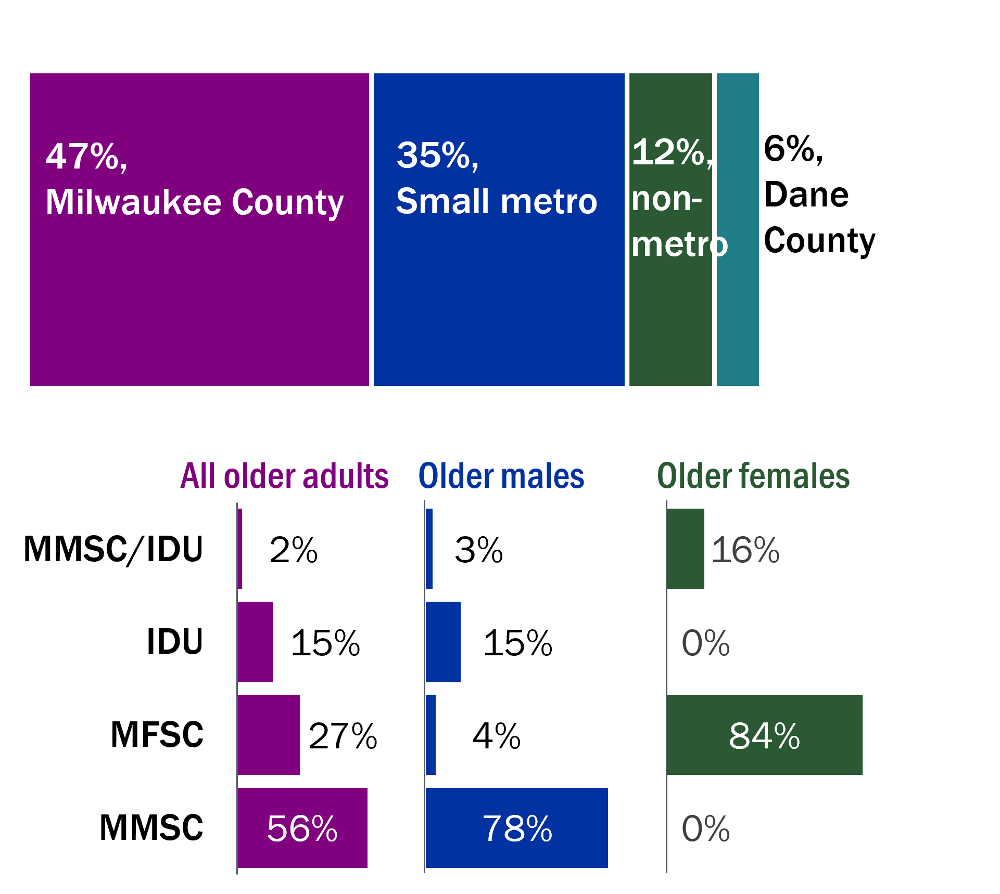 47%,
Milwaukee County
35%,
Small metro
12%,
non-
metro
6%,
Dane
County
All older adults
Older males
Older females
MMSC/IDU
2%
3%
16%
IDU
15%
15%
0%
MFSC
27%
4%
84%
MMSC
56%
78%
0%